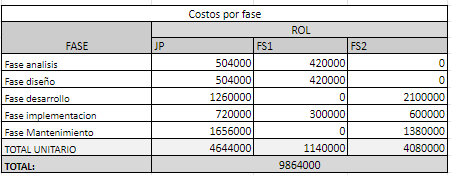 Costos por fase
ROL
FASE JP FS1 FS2
Fase analisis 504000 420000 0
Fase diseño 504000 420000 0
Fase desarrollo 1260000 0 2100000
Fase implementacion 720000 300000 600000
Fase Mantenimiento 1656000 0 1380000
TOTAL UNITARIO 4644000 1140000 4080000
TOTAL: 9864000